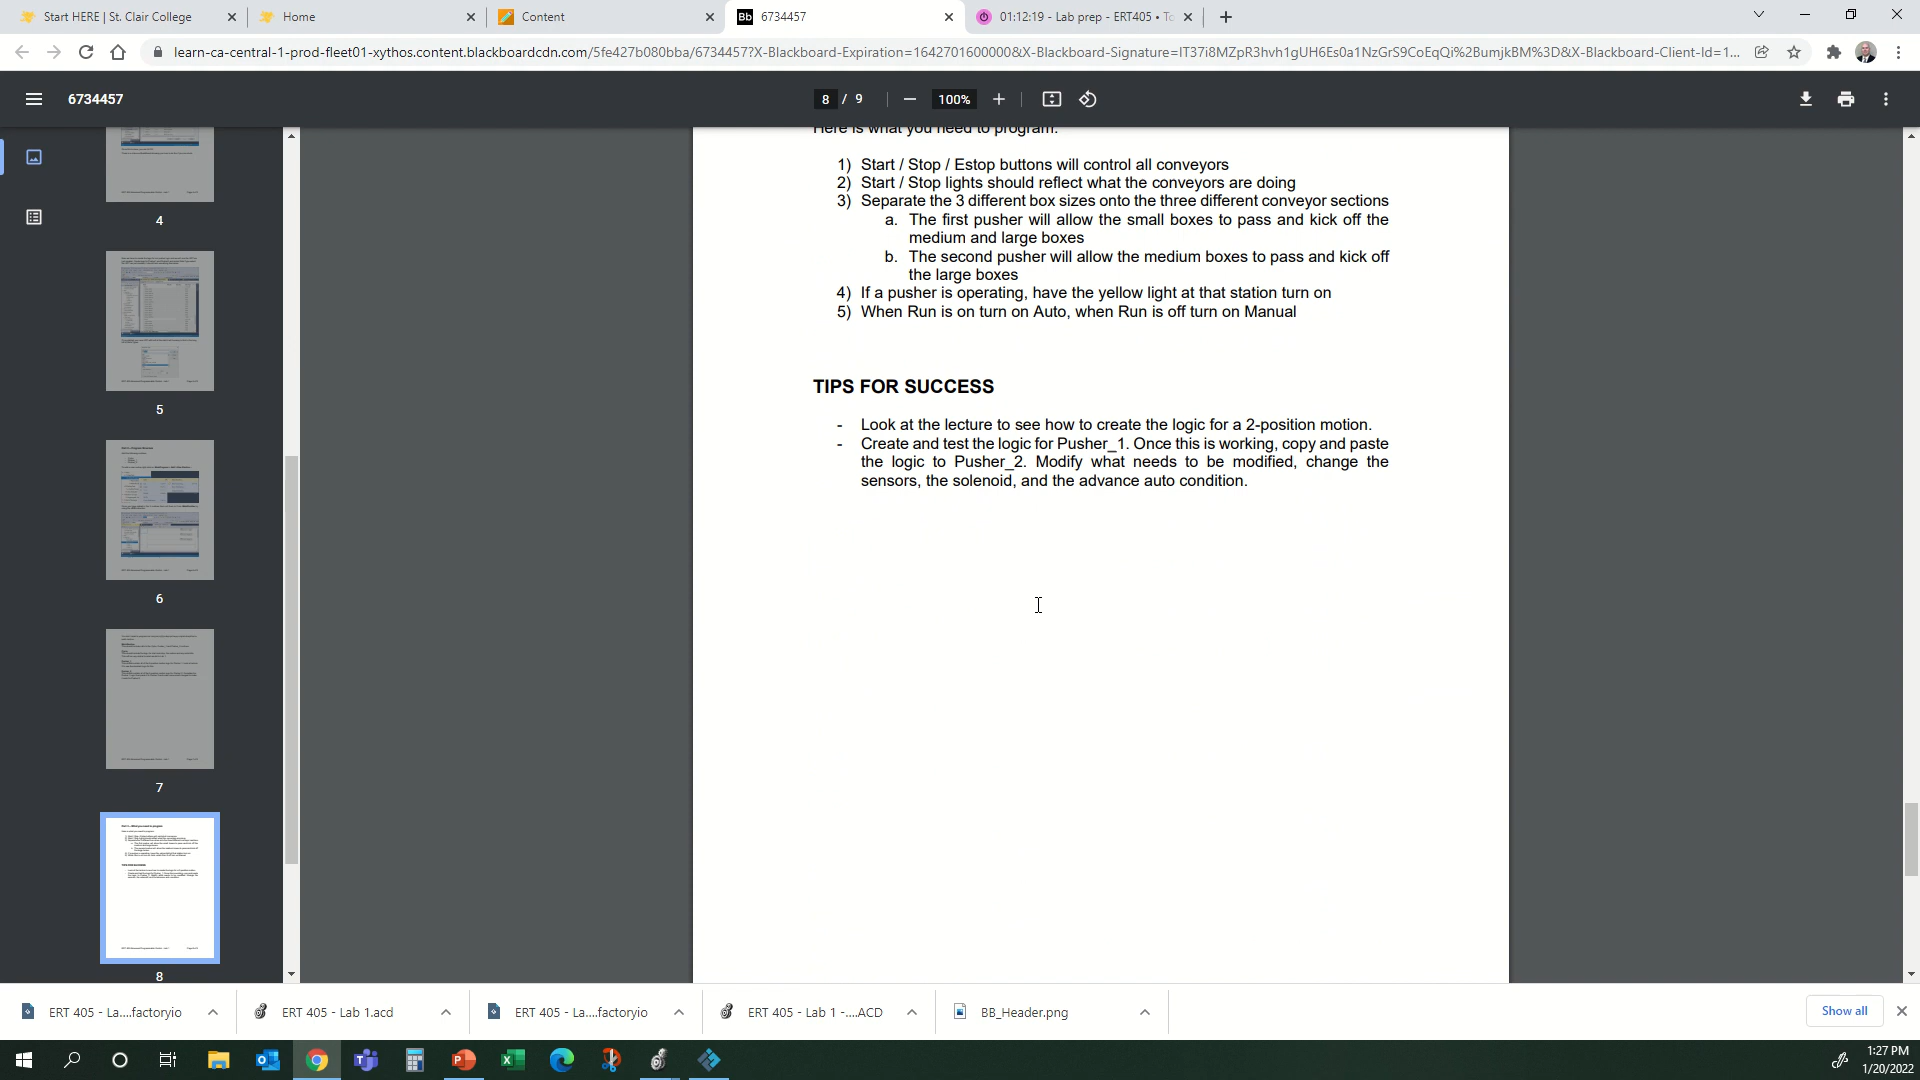 Start HERE | St. Clair College
Home
Content
Bb 6734457
01:12:19 - Lab prep - ERT405 • To
learn-ca-central-1-prod-fleet01-xythos.content.blackboardcdn.com/5fe427b080bba/6734457?X-Blackboard-Expiration=1642701600000&X-Blackboard-Signature=IT37i8MZpR3hvh1gUH6Es0a1NzGrS9CoEqQi%2BumjkBM%3D&X-Blackboard-Client-Id=1...
6734457
8 / 9
100%
4
5
6
7
8
Here is what you need to program:
1) Start / Stop / Estop buttons will control all conveyors
2) Start / Stop lights should reflect what the conveyors are doing
3) Separate the 3 different box sizes onto the three different conveyor sections
a. The first pusher will allow the small boxes to pass and kick off the
medium and large boxes
b. The second pusher will allow the medium boxes to pass and kick off
the large boxes
4) If a pusher is operating, have the yellow light at that station turn on
5) When Run is on turn on Auto, when Run is off turn on Manual
TIPS FOR SUCCESS
- Look at the lecture to see how to create the logic for a 2-position motion.
- Create and test the logic for Pusher_1. Once this is working, copy and paste
the logic to Pusher_2. Modify what needs to be modified, change the
sensors, the solenoid, and the advance auto condition.
ERT 405 - La....factoryio
ERT 405 - Lab 1.acd
ERT 405 - La....factoryio
ERT 405 - Lab 1 -....ACD
BB_Header.png
Show all
1:27 PM
1/20/2022